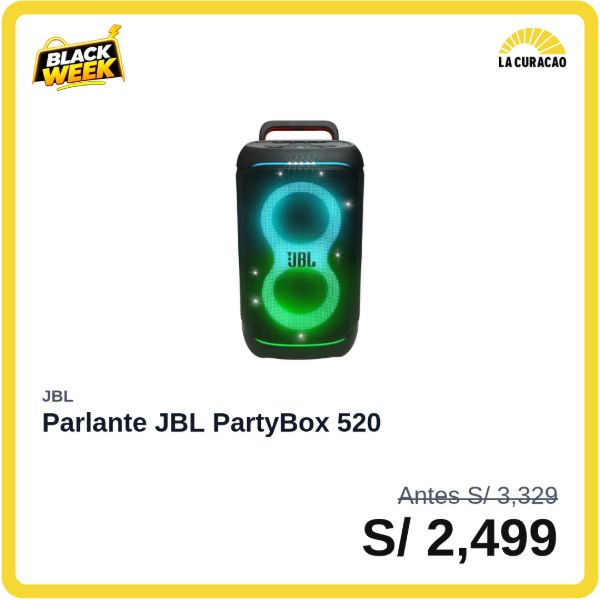 BLACK
WEEK
LA CURACAO
JBL
JBL
Parlante JBL PartyBox 520
Antes S/ 3,329
S/ 2,499